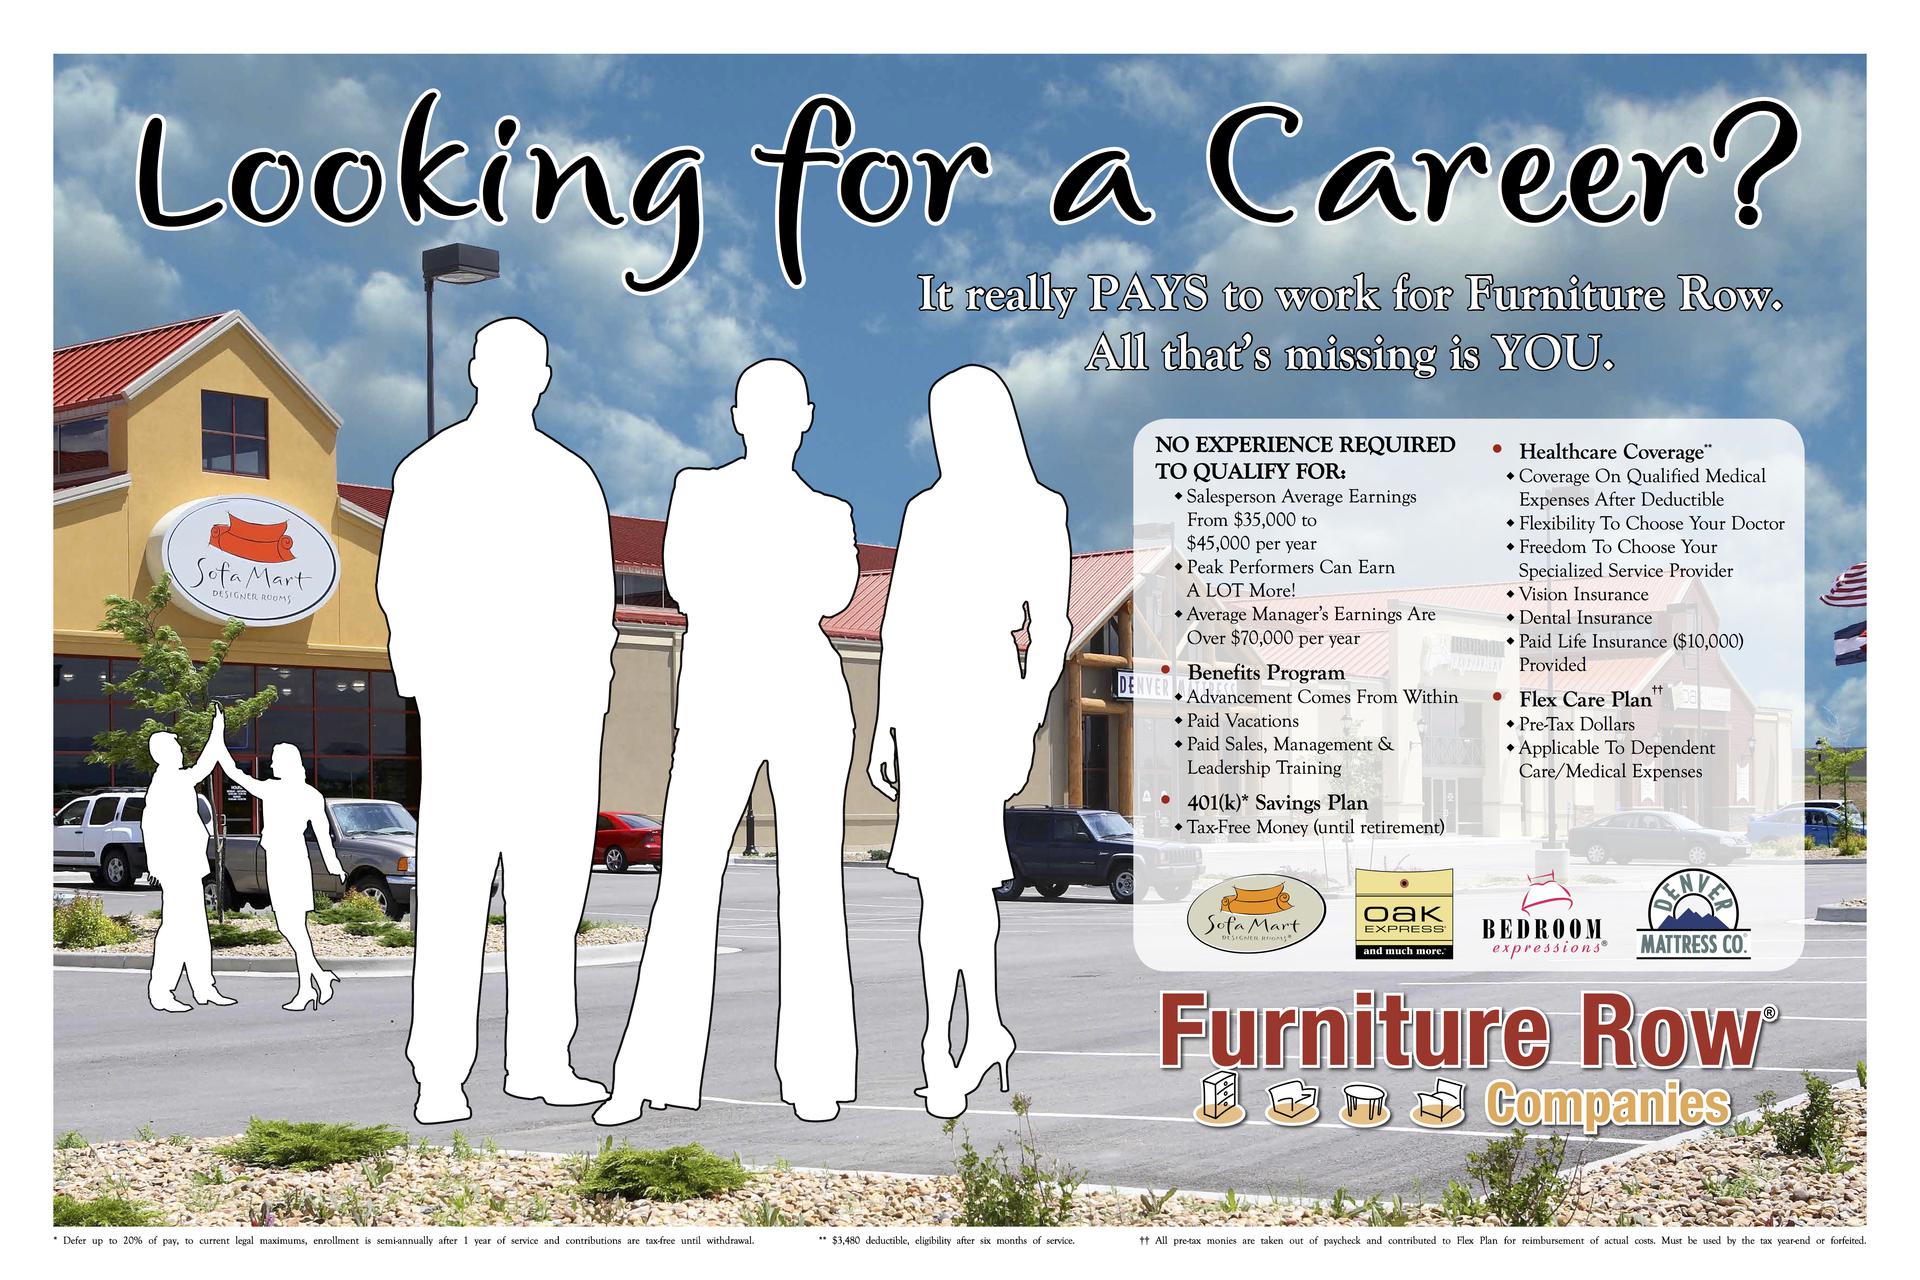 Looking for a Career?
It really PAYS to work for Furniture Row.
All that's missing is YOU.
Sofa Mart
DESIGNER ROOMS
DENVER MATTRESS
NO EXPERIENCE REQUIRED
TO QUALIFY FOR:
◆ Salesperson Average Earnings
From $35,000 to
$45,000 per year
◆ Peak Performers Can Earn
A LOT More!
◆ Average Manager's Earnings Are
Over $70,000 per year
• Benefits Program
◆ Advancement Comes From Within
◆ Paid Vacations
◆ Paid Sales, Management &
Leadership Training
• 401(k)* Savings Plan
◆ Tax-Free Money (until retirement)
• Healthcare Coverage**
◆ Coverage On Qualified Medical
Expenses After Deductible
◆ Flexibility To Choose Your Doctor
◆ Freedom To Choose Your
Specialized Service Provider
◆ Vision Insurance
◆ Dental Insurance
◆ Paid Life Insurance ($10,000)
Provided
• Flex Care Plan††
◆ Pre-Tax Dollars
◆ Applicable To Dependent
Care/Medical Expenses
Sofa Mart
DESIGNER ROOMS®
oak
EXPRESS®
and much more.™
BEDROOM
expressions®
DENVER
MATTRESS CO.®
Furniture Row®
Companies
* Defer up to 20% of pay, to current legal maximums, enrollment is semi-annually after 1 year of service and contributions are tax-free until withdrawal.
** $3,480 deductible, eligibility after six months of service.
†† All pre-tax monies are taken out of paycheck and contributed to Flex Plan for reimbursement of actual costs. Must be used by the tax year-end or forfeited.